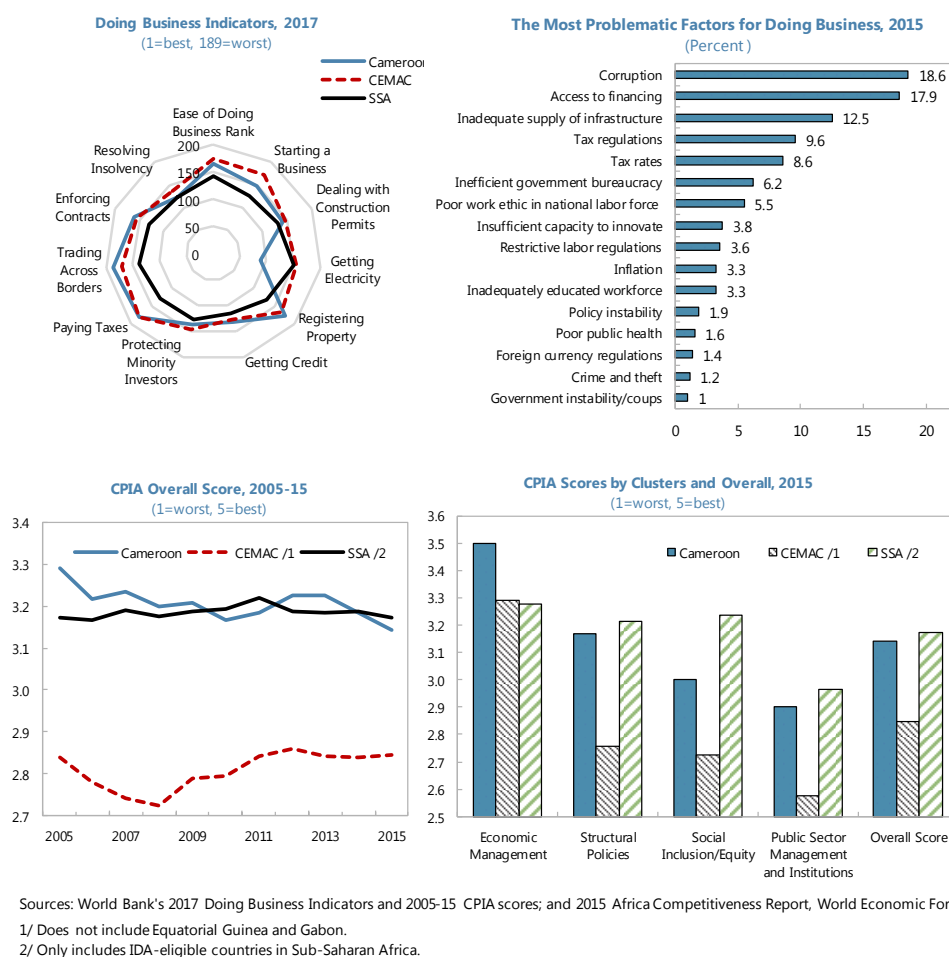 Doing Business Indicators, 2017
(1=best, 189=worst)
Cameroon
CEMAC
SSA
Ease of Doing
Business Rank
Starting a
Business
Dealing with
Construction
Permits
Getting
Electricity
Registering
Property
Getting Credit
Protecting
Minority
Investors
Paying Taxes
Trading
Across
Borders
Enforcing
Contracts
Resolving
Insolvency
200
150
100
50
0
The Most Problematic Factors for Doing Business, 2015
(Percent )
Corruption 18.6
Access to financing 17.9
Inadequate supply of infrastructure 12.5
Tax regulations 9.6
Tax rates 8.6
Inefficient government bureaucracy 6.2
Poor work ethic in national labor force 5.5
Insufficient capacity to innovate 3.8
Restrictive labor regulations 3.6
Inflation 3.3
Inadequately educated workforce 3.3
Policy instability 1.9
Poor public health 1.6
Foreign currency regulations 1.4
Crime and theft 1.2
Government instability/coups 1
0 5 10 15 20
CPIA Overall Score, 2005-15
(1=worst, 5=best)
Cameroon CEMAC /1 SSA /2
3.4
3.3
3.2
3.1
3.0
2.9
2.8
2.7
2005 2007 2009 2011 2013 2015
CPIA Scores by Clusters and Overall, 2015
(1=worst, 5=best)
Cameroon CEMAC /1 SSA /2
3.6
3.5
3.4
3.3
3.2
3.1
3.0
2.9
2.8
2.7
2.6
2.5
Economic
Management
Structural
Policies
Social
Inclusion/Equity
Public Sector
Management
and Institutions
Overall Score
Sources: World Bank's 2017 Doing Business Indicators and 2005-15 CPIA scores; and 2015 Africa Competitiveness Report, World Economic For
1/ Does not include Equatorial Guinea and Gabon.
2/ Only includes IDA-eligible countries in Sub-Saharan Africa.